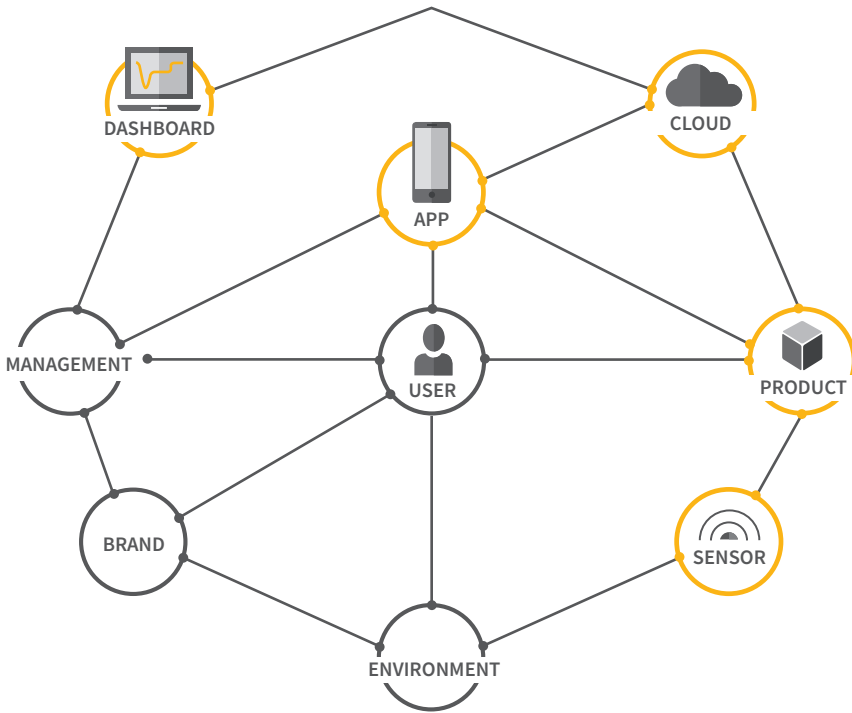 DASHBOARD
CLOUD
APP
MANAGEMENT
USER
PRODUCT
BRAND
SENSOR
ENVIRONMENT